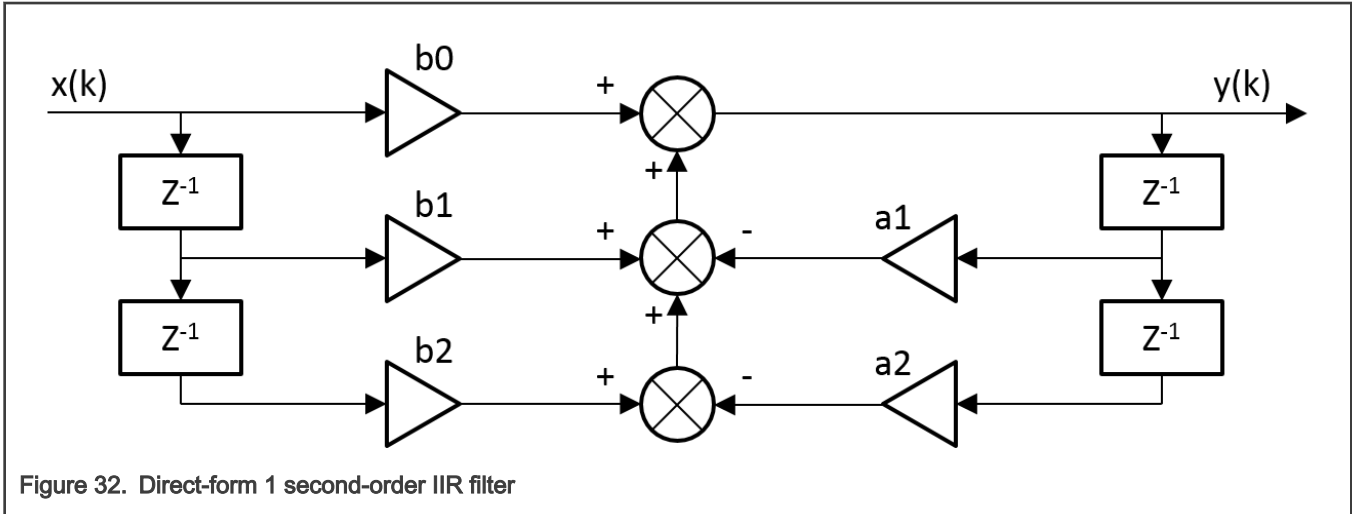 b0
x(k)
+
y(k)
Z-1
+
Z-1
b1
+
-
a1
Z-1
+
Z-1
b2
+
-
a2
Figure 32. Direct-form 1 second-order IIR filter